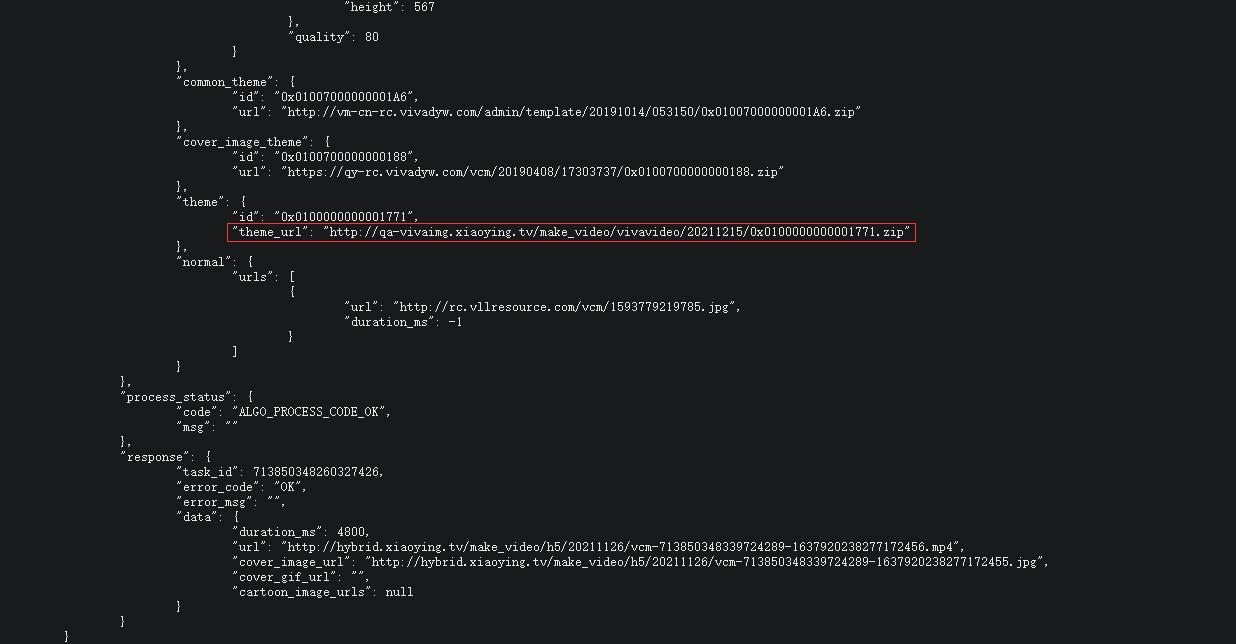 "height": 567
},
"quality": 80
}
},
"common_theme": {
"id": "0x01007000000001A6",
"url": "http://vm-cn-rc.vivadyw.com/admin/template/20191014/053150/0x01007000000001A6.zip"
},
"cover_image_theme": {
"id": "0x0100700000000188",
"url": "https://qy-rc.vivadyw.com/vcm/20190408/17303737/0x0100700000000188.zip"
},
"theme": {
"id": "0x0100000000001771",
"theme_url": "http://qa-vivaimg.xiaoying.tv/make_video/vivavideo/20211215/0x0100000000001771.zip"
},
"normal": {
"urls": [
{
"url": "http://rc.vllresource.com/vcm/1593779219785.jpg",
"duration_ms": -1
}
]
}
},
"process_status": {
"code": "ALGO_PROCESS_CODE_OK",
"msg": ""
},
"response": {
"task_id": 713850348260327426,
"error_code": "OK",
"error_msg": "",
"data": {
"duration_ms": 4800,
"url": "http://hybrid.xiaoying.tv/make_video/h5/20211126/vcm-713850348339724289-1637920238277172456.mp4",
"cover_image_url": "http://hybrid.xiaoying.tv/make_video/h5/20211126/vcm-713850348339724289-1637920238277172455.jpg",
"cover_gif_url": "",
"cartoon_image_urls": null
}
}
}